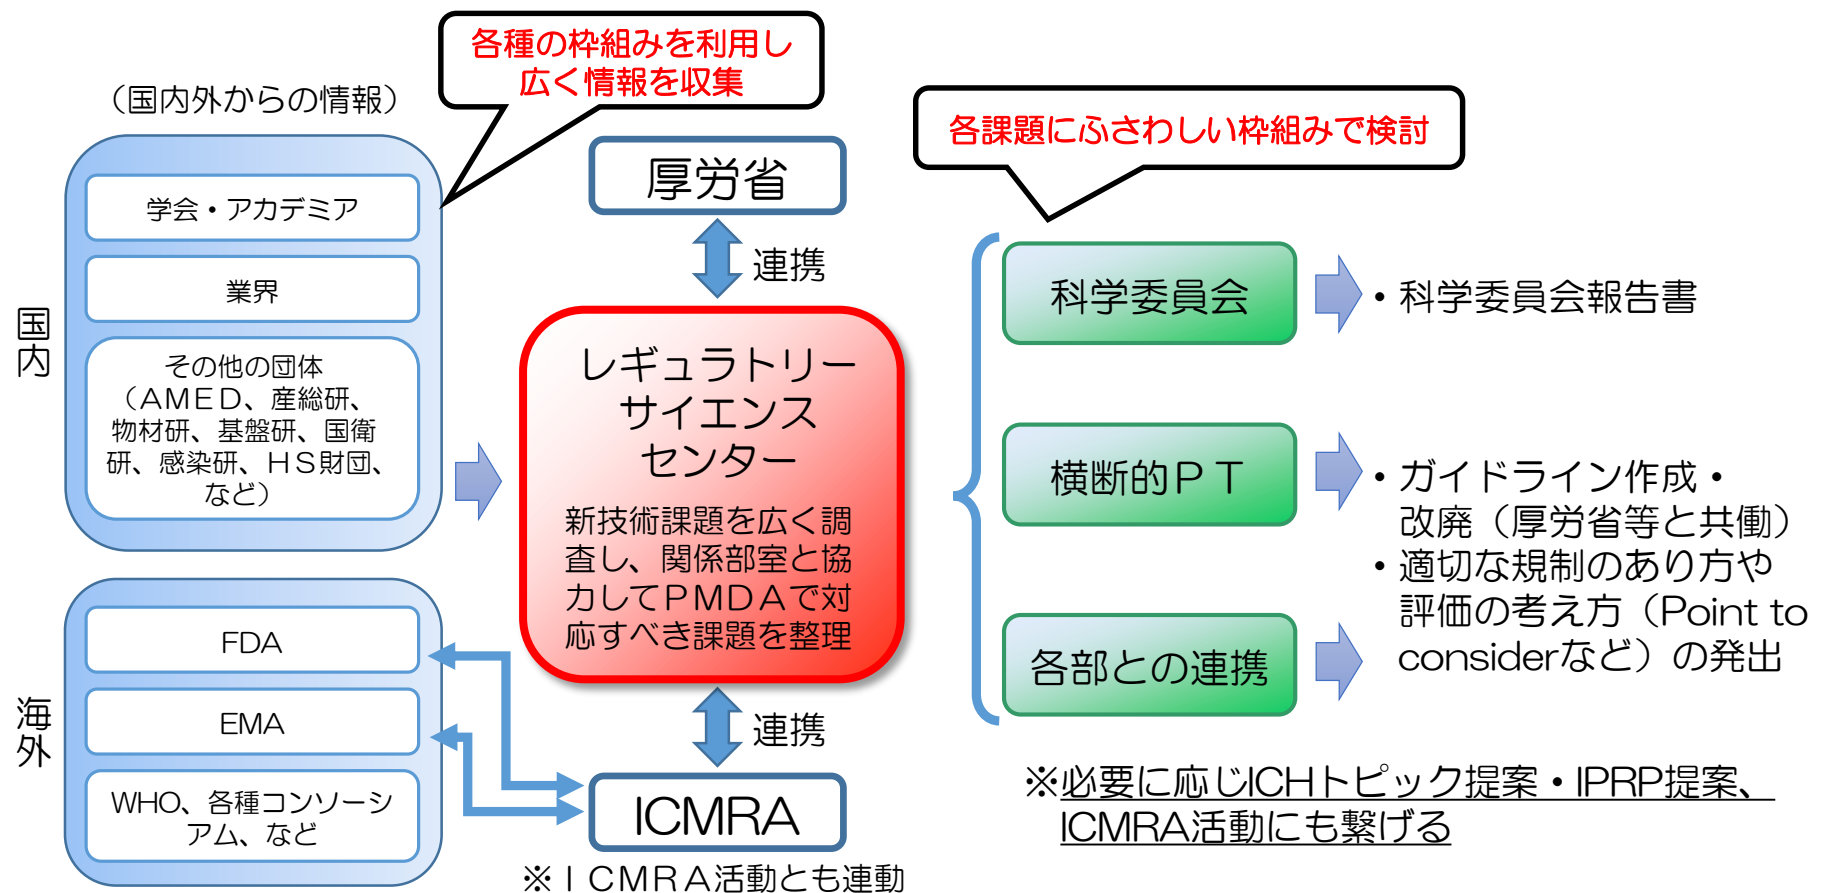 各種の枠組みを利用し
広く情報を収集
（国内外からの情報）
国内
学会・アカデミア
業界
その他の団体
（ＡＭＥＤ、産総研、
物材研、基盤研、国衛
研、感染研、ＨＳ財団、
など）
海外
FDA
EMA
WHO、各種コンソーシ
アム、など
厚労省
連携
レギュラトリー
サイエンス
センター
新技術課題を広く調
査し、関係部室と協
力してＰＭＤＡで対
応すべき課題を整理
連携
ICMRA
※ＩＣＭＲＡ活動とも連動
各課題にふさわしい枠組みで検討
科学委員会
・科学委員会報告書
横断的ＰＴ
・ガイドライン作成・
改廃（厚労省等と共働）
・適切な規制のあり方や
評価の考え方（Point to
considerなど）の発出
各部との連携
※必要に応じICHトピック提案・IPRP提案、
ICMRA活動にも繋げる